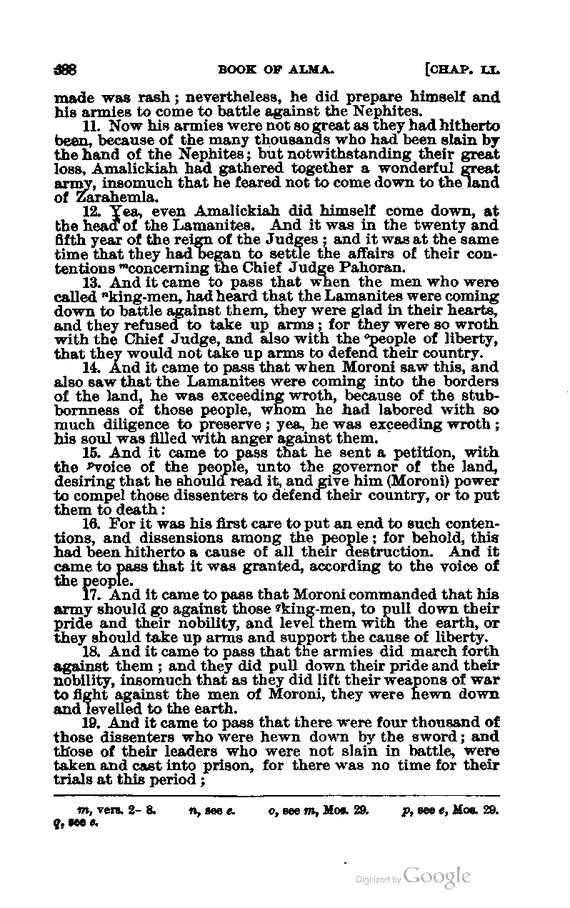 388 BOOK OF ALMA. [CHAP. LI.
made was rash; nevertheless, he did prepare himself and
his armies to come to battle against the Nephites.
11. Now his armies were not so great as they had hitherto
been, because of the many thousands who had been slain by
the hand of the Nephites; but notwithstanding their great
loss, Amalickiah had gathered together a wonderful great
army, insomuch that he feared not to come down to the land
of Zarahemla.
12. Yea, even Amalickiah did himself come down, at
the head of the Lamanites. And it was in the twenty and
fifth year of the reign of the Judges; and it was at the same
time that they had began to settle the affairs of their con-
tentions ᵐconcerning the Chief Judge Pahoran.
13. And it came to pass that when the men who were
called ⁿking-men, had heard that the Lamanites were coming
down to battle against them, they were glad in their hearts,
and they refused to take up arms; for they were so wroth
with the Chief Judge, and also with the ᵒpeople of liberty,
that they would not take up arms to defend their country.
14. And it came to pass that when Moroni saw this, and
also saw that the Lamanites were coming into the borders
of the land, he was exceeding wroth, because of the stub-
bornness of those people, whom he had labored with so
much diligence to preserve; yea, he was exceeding wroth;
his soul was filled with anger against them.
15. And it came to pass that he sent a petition, with
the ᵖvoice of the people, unto the governor of the land,
desiring that he should read it, and give him (Moroni) power
to compel those dissenters to defend their country, or to put
them to death:
16. For it was his first care to put an end to such conten-
tions, and dissensions among the people; for behold, this
had been hitherto a cause of all their destruction. And it
came to pass that it was granted, according to the voice of
the people.
17. And it came to pass that Moroni commanded that his
army should go against those qking-men, to pull down their
pride and their nobility, and level them with the earth, or
they should take up arms and support the cause of liberty.
18. And it came to pass that the armies did march forth
against them; and they did pull down their pride and their
nobility, insomuch that as they did lift their weapons of war
to fight against the men of Moroni, they were hewn down
and levelled to the earth.
19. And it came to pass that there were four thousand of
those dissenters who were hewn down by the sword; and
those of their leaders who were not slain in battle, were
taken and cast into prison, for there was no time for their
trials at this period;
m, vers. 2- 8. n, see e. o, see m, Mos. 29. p, see e, Mos. 29.
q, see e.
Digitized by Google